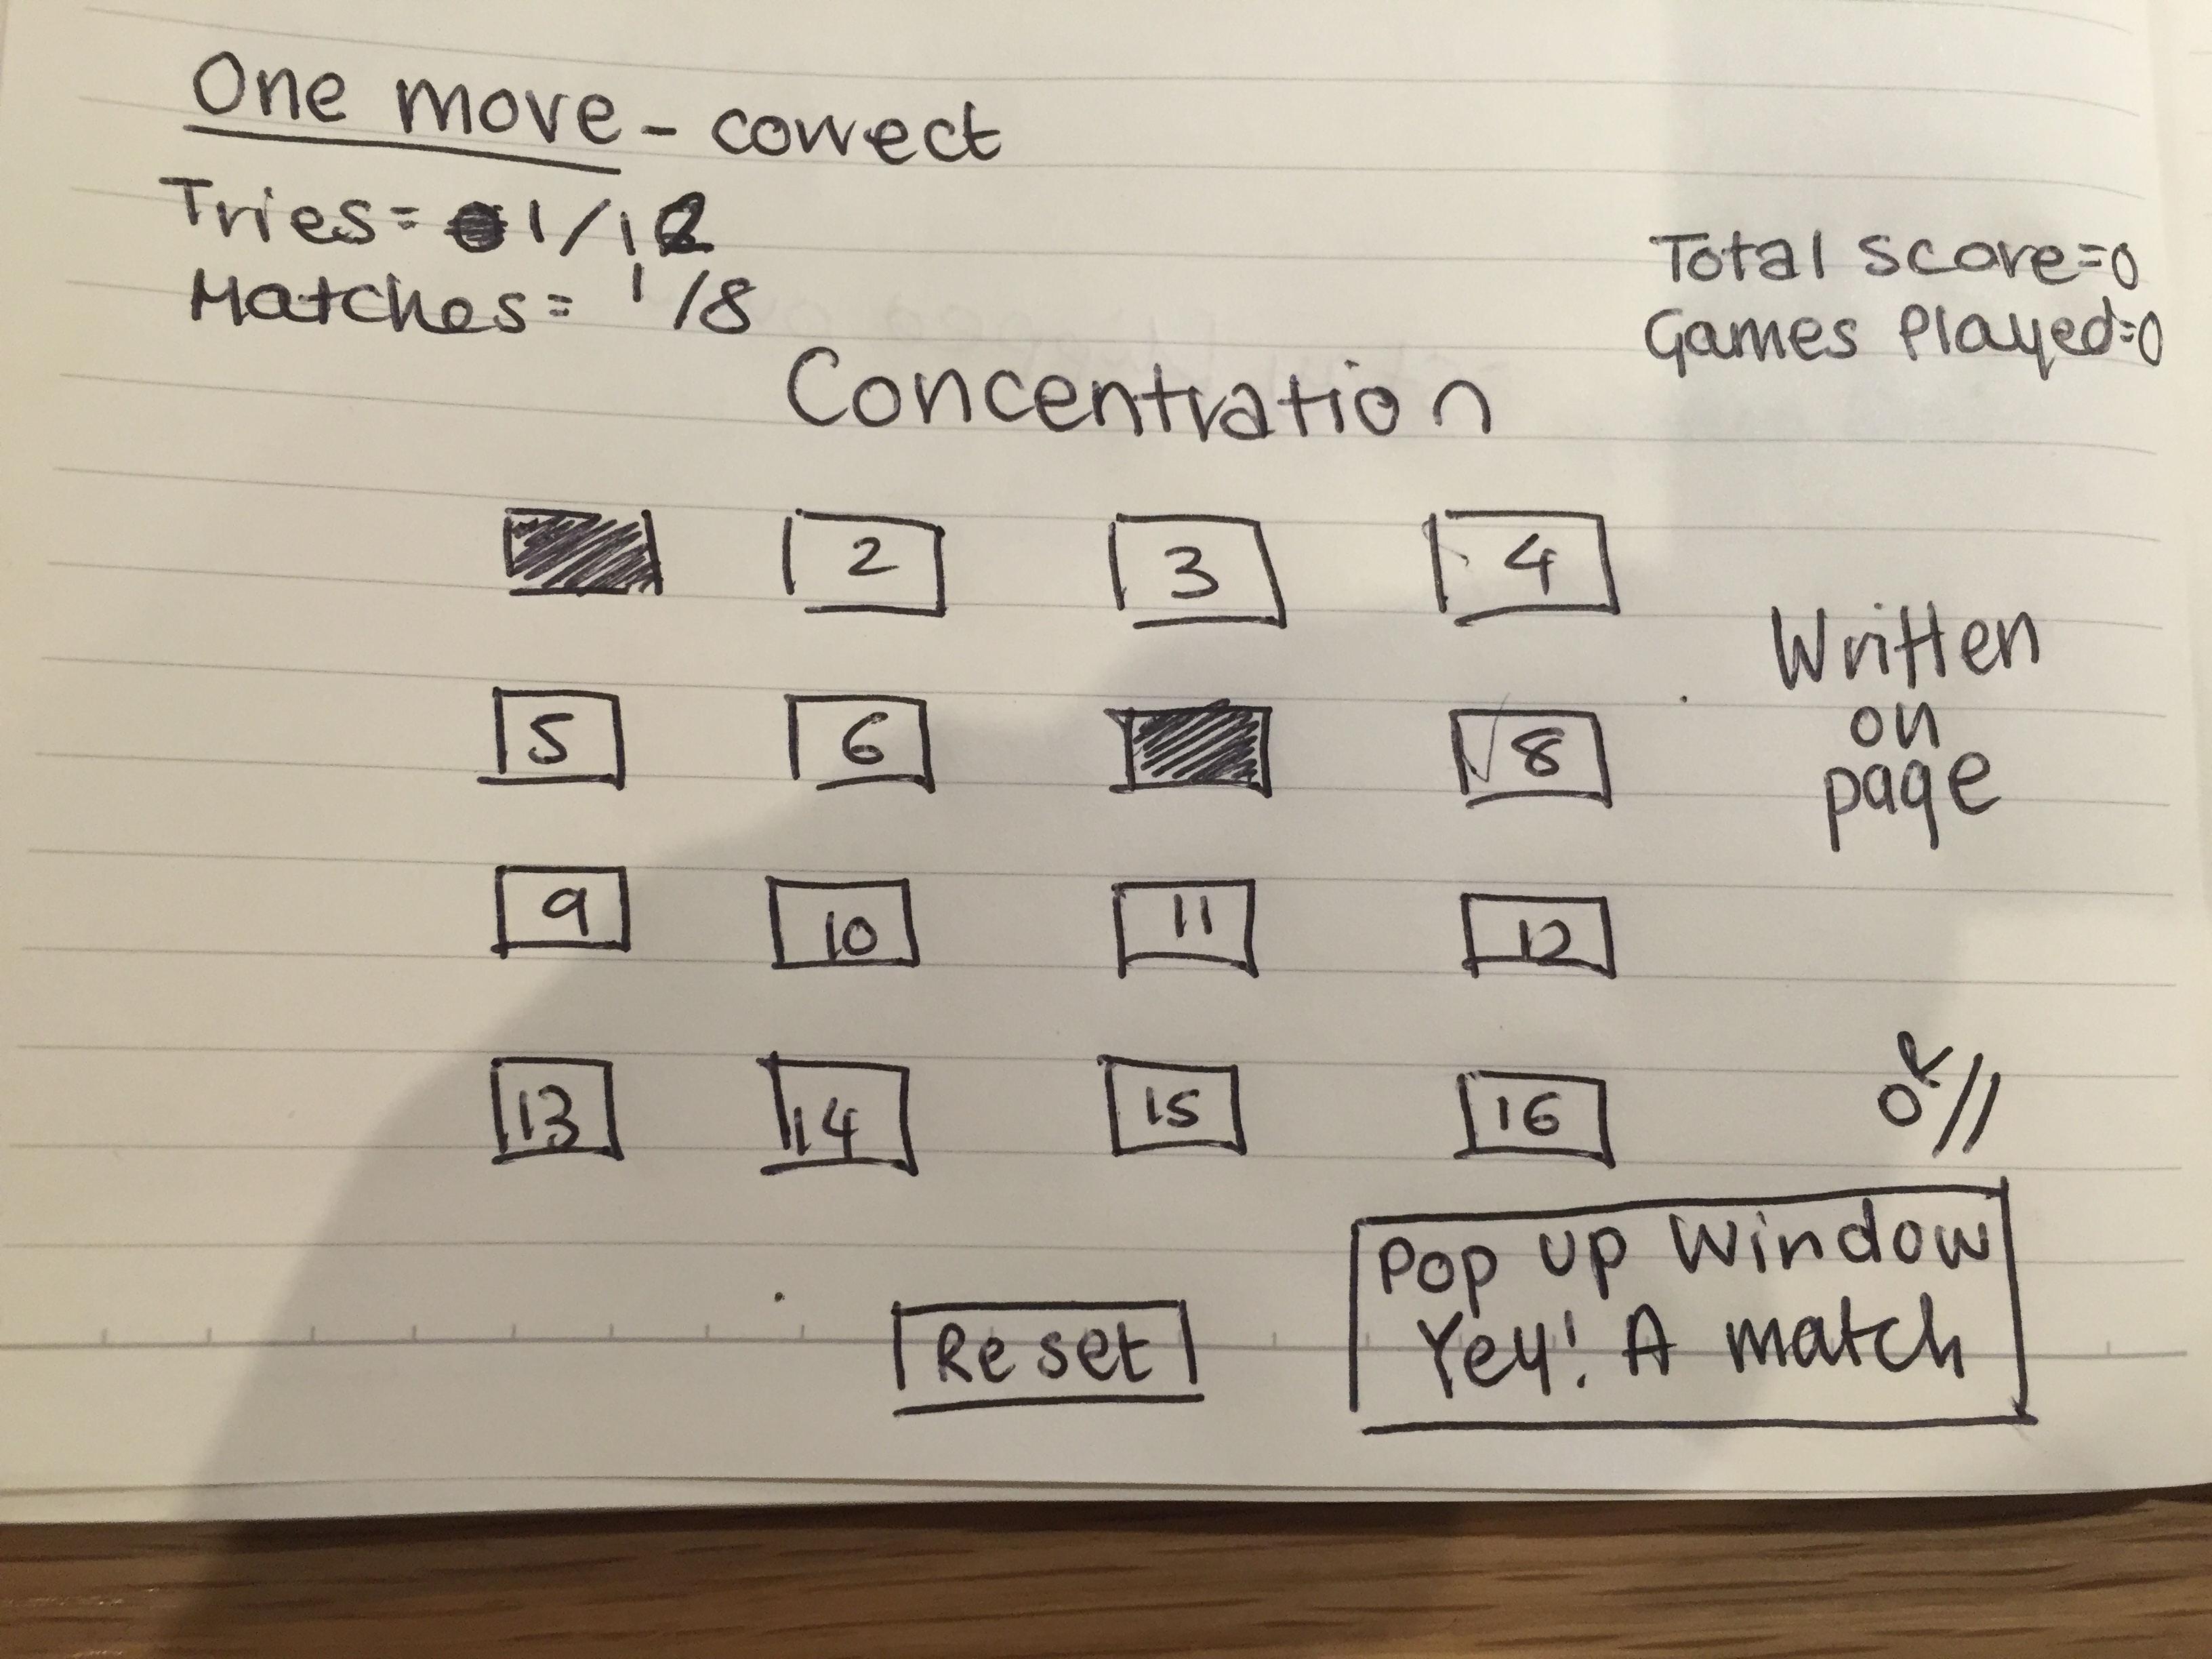 One move - correct
Tries = 1/12
Matches = 1/8
Total score=0
Games Played=0
Concentration
2 3 4
5 6 8
Written
on
page
9 10 11 12
13 14 15 16
OR //
Pop up Window
Yey! A match
Reset